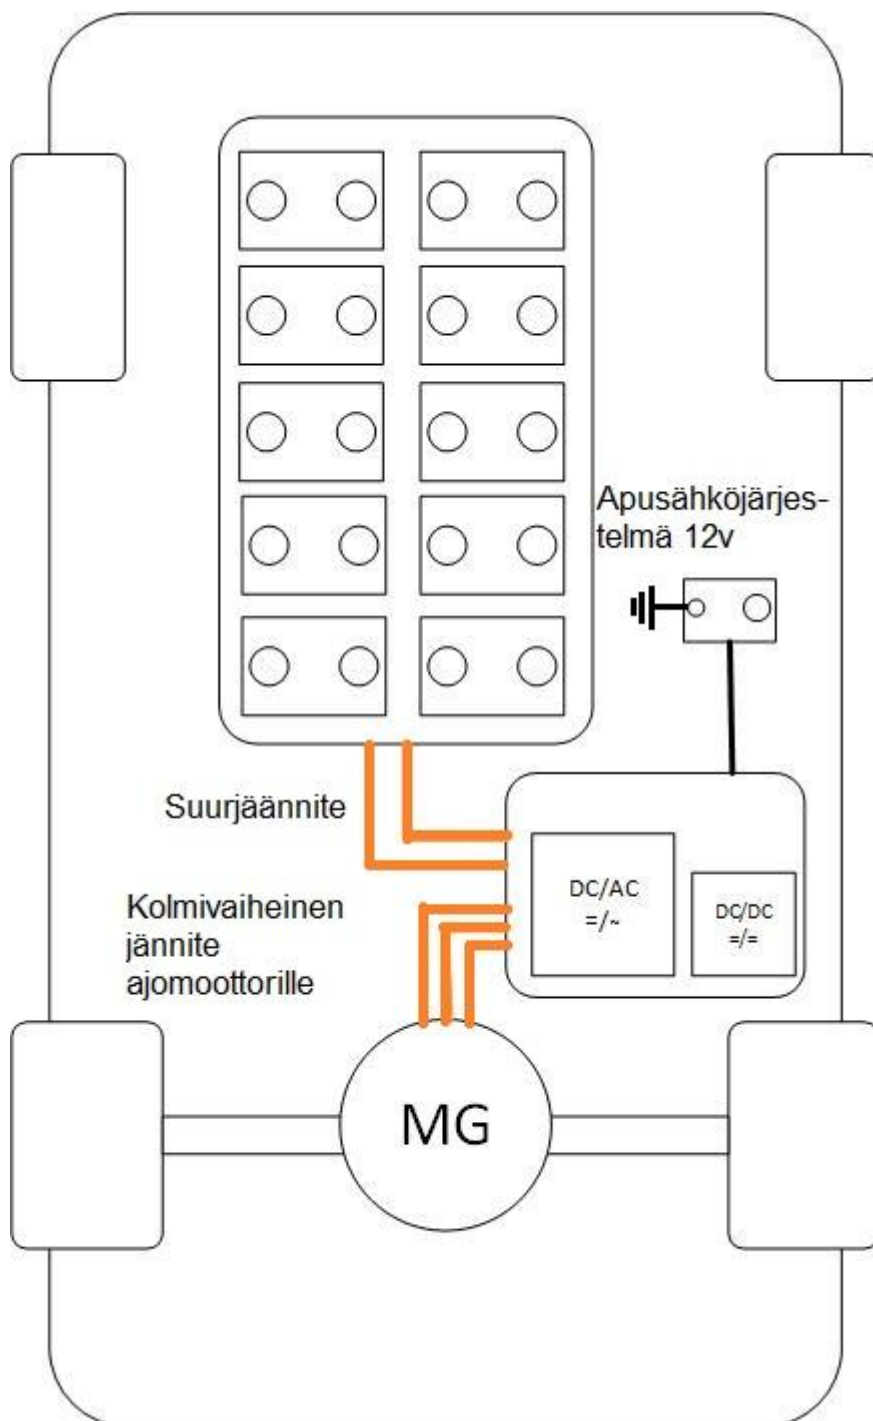 Apusähköjärjes-
telmä 12v
Suurjäännite
DC/AC
=/~
DC/DC
=/=
Kolmivaiheinen
jännite
ajomoottorille
MG